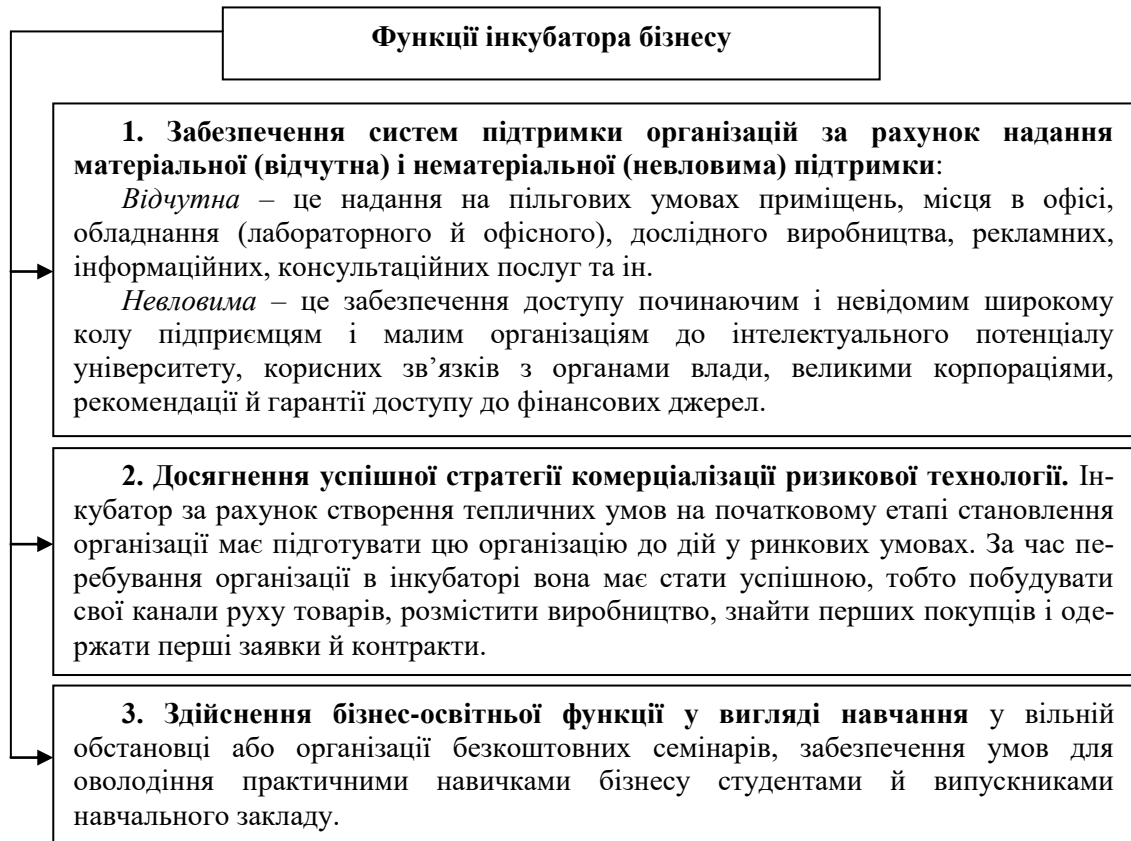 Функції інкубатора бізнесу
1. Забезпечення систем підтримки організацій за рахунок надання
матеріальної (відчутна) і нематеріальної (невловима) підтримки:
Відчутна – це надання на пільгових умовах приміщень, місця в офісі,
обладнання (лабораторного й офісного), дослідного виробництва, рекламних,
інформаційних, консультаційних послуг та ін.
Невловима – це забезпечення доступу починаючим і невідомим широкому
колу підприємцям і малим організаціям до інтелектуального потенціалу
університету, корисних зв’язків з органами влади, великими корпораціями,
рекомендації й гарантії доступу до фінансових джерел.
2. Досягнення успішної стратегії комерціалізації ризикової технології. Ін-
кубатор за рахунок створення тепличних умов на початковому етапі становлення
організації має підготувати цю організацію до дій у ринкових умовах. За час пе-
ребування організації в інкубаторі вона має стати успішною, тобто побудувати
свої канали руху товарів, розмістити виробництво, знайти перших покупців і оде-
ржати перші заявки й контракти.
3. Здійснення бізнес-освітньої функції у вигляді навчання у вільній
обстановці або організації безкоштовних семінарів, забезпечення умов для
оволодіння практичними навичками бізнесу студентами й випускниками
навчального закладу.